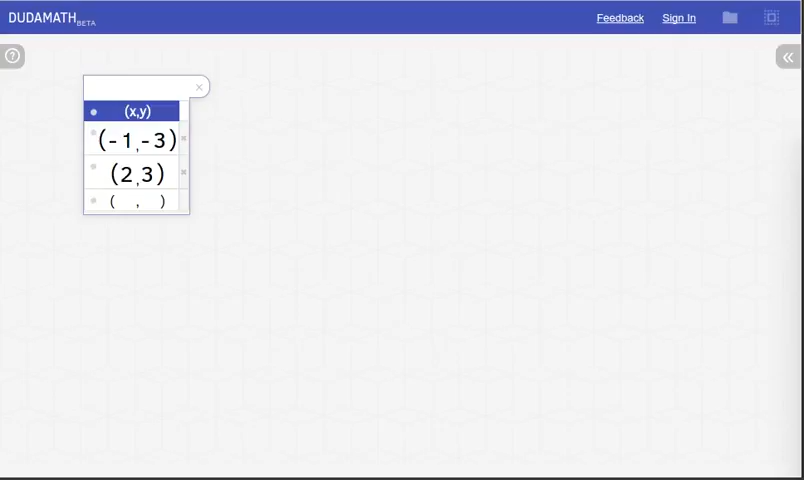 DUDAMATH BETA
Feedback
Sign In
?
«
×
(x,y)
(-1,-3)
(2,3)
( , )